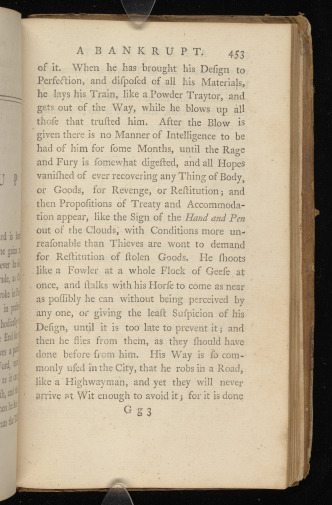 A BANKRUPT. 453
of it. When he has brought his Deſign to
Perfection, and diſpoſed of all his Materials,
he lays his Train, like a Powder Traytor, and
gets out of the Way, while he blows up all
thoſe that truſted him. After the Blow is
given there is no Manner of Intelligence to be
had of him for ſome Months, until the Rage
and Fury is ſomewhat digeſted, and all Hopes
vaniſhed of ever recovering any Thing of Body,
or Goods, for Revenge, or Reſtitution; and
then Propoſitions of Treaty and Accommoda-
tion appear, like the Sign of the Hand and Pen
out of the Clouds, with Conditions more un-
reaſonable than Thieves are wont to demand
for Reſtitution of ſtolen Goods. He ſhoots
like a Fowler at a whole Flock of Geeſe at
once, and ſtalks with his Horſe to come as near
as poſſibly he can without being perceived by
any one, or giving the leaſt Suſpicion of his
Deſign, until it is too late to prevent it; and
then he flies from them, as they ſhould have
done before from him. His Way is ſo com-
monly uſed in the City, that he robs in a Road,
like a Highwayman, and yet they will never
arrive at Wit enough to avoid it; for it is done
G g 3